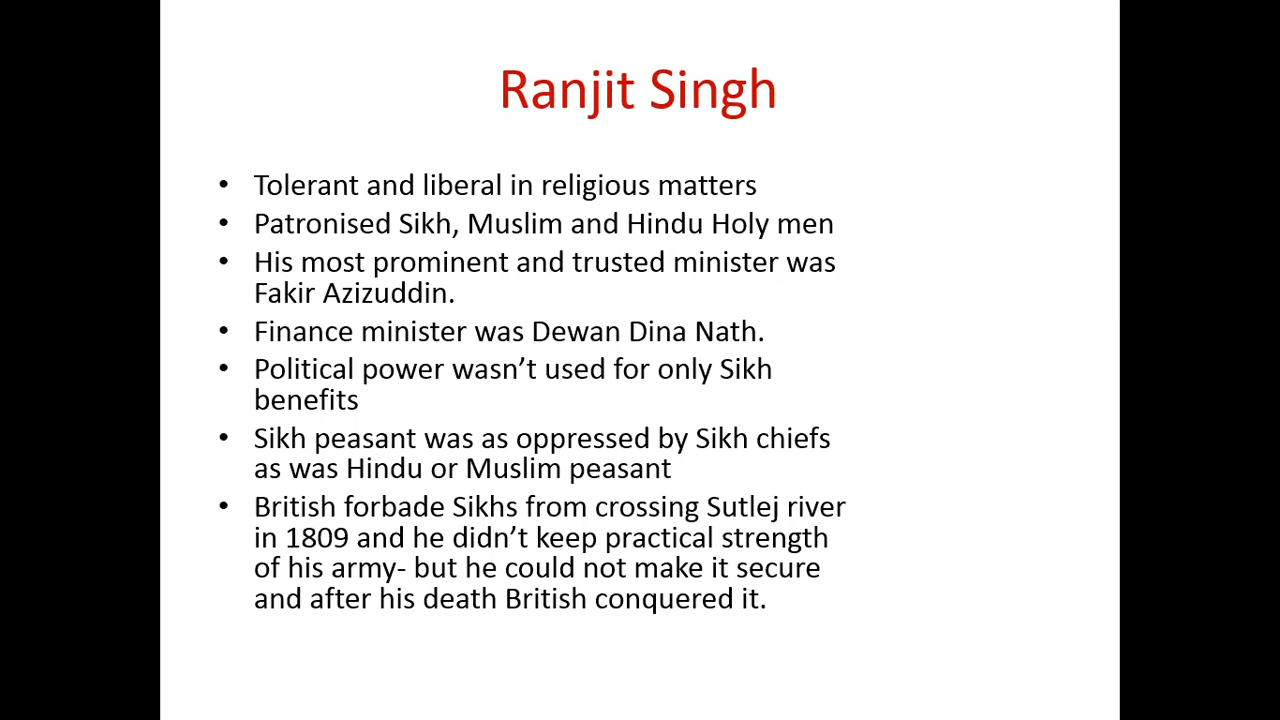 Ranjit Singh
• Tolerant and liberal in religious matters
• Patronised Sikh, Muslim and Hindu Holy men
• His most prominent and trusted minister was
Fakir Azizuddin.
• Finance minister was Dewan Dina Nath.
• Political power wasn’t used for only Sikh
benefits
• Sikh peasant was as oppressed by Sikh chiefs
as was Hindu or Muslim peasant
• British forbade Sikhs from crossing Sutlej river
in 1809 and he didn’t keep practical strength
of his army- but he could not make it secure
and after his death British conquered it.